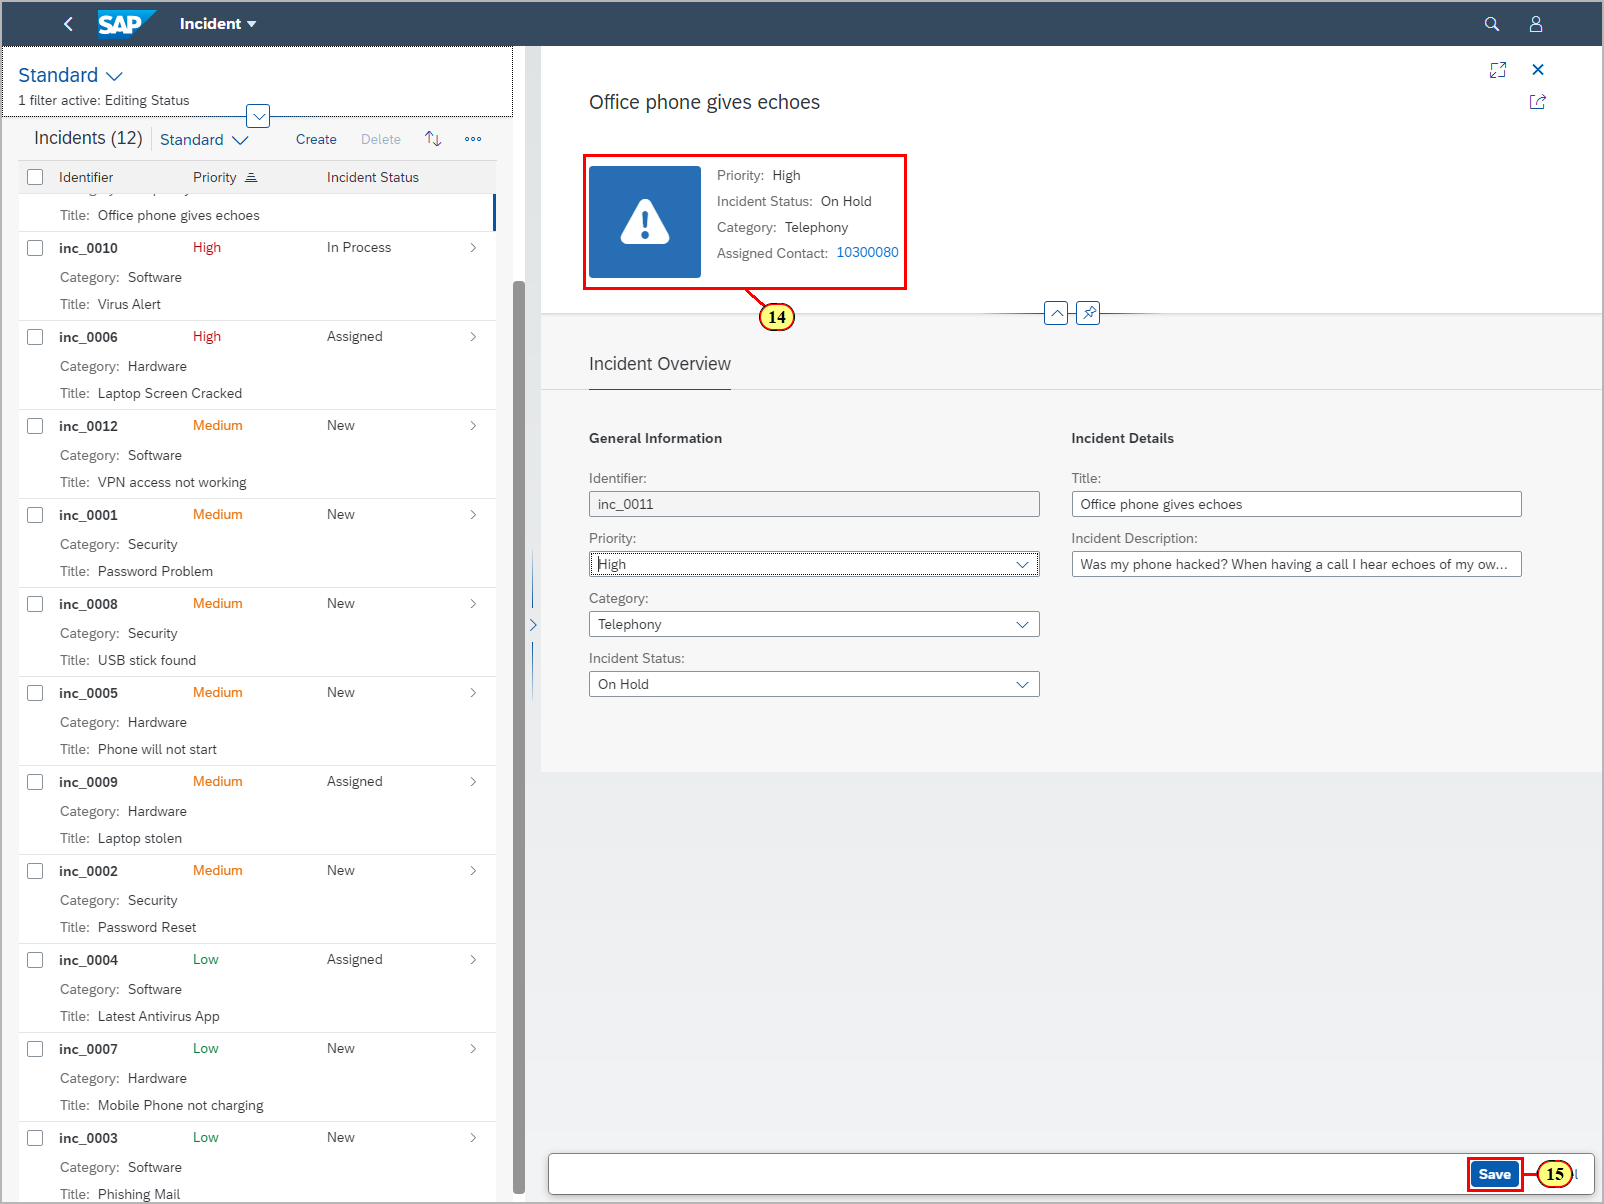 SAP Incident
Standard
1 filter active: Editing Status
Incidents (12) Standard Create Delete
Identifier Priority Incident Status
Title: Office phone gives echoes
inc_0010 High In Process
Category: Software
Title: Virus Alert
inc_0006 High Assigned
Category: Hardware
Title: Laptop Screen Cracked
inc_0012 Medium New
Category: Software
Title: VPN access not working
inc_0001 Medium New
Category: Security
Title: Password Problem
inc_0008 Medium New
Category: Security
Title: USB stick found
inc_0005 Medium New
Category: Hardware
Title: Phone will not start
inc_0009 Medium Assigned
Category: Hardware
Title: Laptop stolen
inc_0002 Medium New
Category: Security
Title: Password Reset
inc_0004 Low Assigned
Category: Software
Title: Latest Antivirus App
inc_0007 Low New
Category: Hardware
Title: Mobile Phone not charging
inc_0003 Low New
Category: Software
Title: Phishing Mail
Office phone gives echoes
Priority: High
Incident Status: On Hold
Category: Telephony
Assigned Contact: 10300080
14
Incident Overview
General Information
Identifier:
inc_0011
Priority:
High
Category:
Telephony
Incident Status:
On Hold
Incident Details
Title:
Office phone gives echoes
Incident Description:
Was my phone hacked? When having a call I hear echoes of my ow...
Save 15